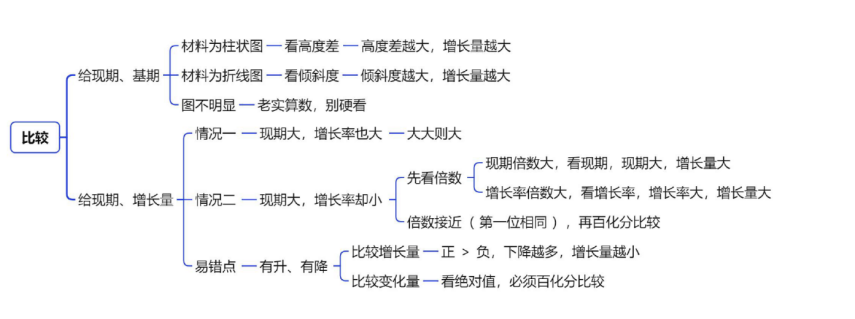 比较
给现期、基期
材料为柱状图 看高度差 高度差越大，增长量越大
材料为折线图 看倾斜度 倾斜度越大，增长量越大
图不明显 老实算数，别硬看
给现期、增长量
情况一 现期大，增长率也大 大大则大
情况二 现期大，增长率却小
先看倍数
现期倍数大，看现期，现期大，增长量大
增长率倍数大，看增长率，增长率大，增长量大
倍数接近（第一位相同），再百化分比较
易错点 有升、有降
比较增长量 正 > 负，下降越多，增长量越小
比较变化量 看绝对值，必须百化分比较